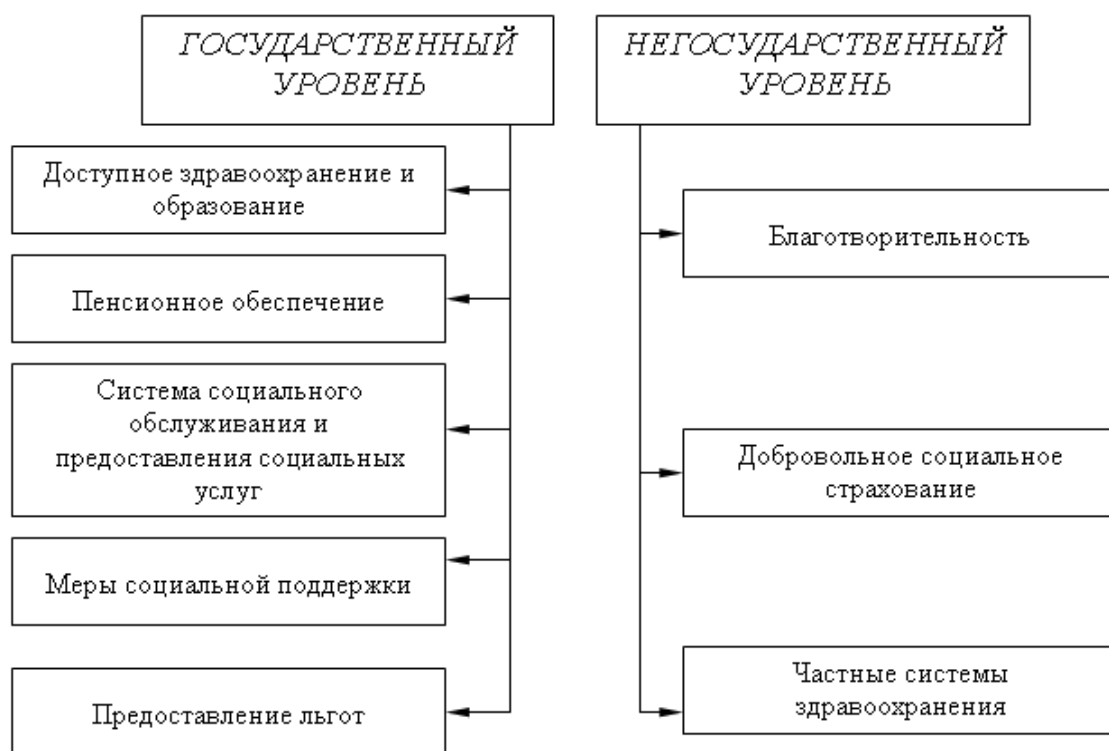 ГОСУДАРСТВЕННЫЙ
УРОВЕНЬ
НЕГОСУДАРСТВЕННЫЙ
УРОВЕНЬ
Доступное здравоохранение и
образование
Пенсионное обеспечение
Система социального
обслуживания и
предоставления социальных
услуг
Меры социальной поддержки
Предоставление льгот
Благотворительность
Добровольное социальное
страхование
Частные системы
здравоохранения